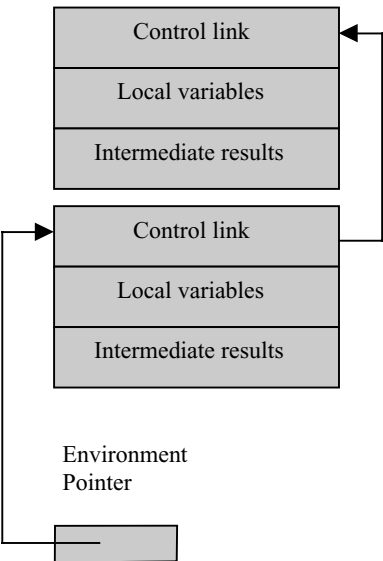 Control link
Local variables
Intermediate results
Control link
Local variables
Intermediate results
Environment
Pointer